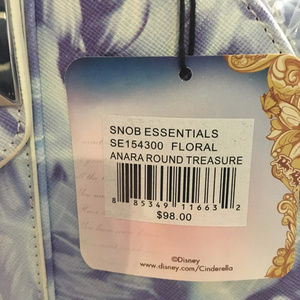 SNOB ESSENTIALS
SE154300 FLORAL
ANARA ROUND TREASURE
8 85349 11663 2
$98.00
©Disney
www.disney.com/Cinderella